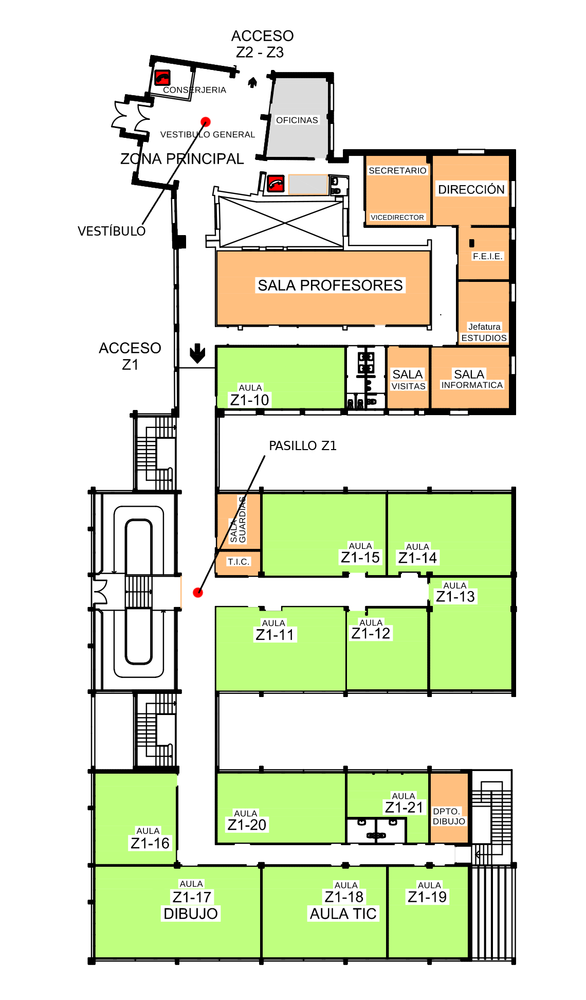 ACCESO
Z2 - Z3
CONSERJERIA
OFICINAS
VESTIBULO GENERAL
ZONA PRINCIPAL
SECRETARIO
DIRECCIÓN
VICEDIRECTOR
VESTÍBULO
F.E.I.E.
SALA PROFESORES
Jefatura
ESTUDIOS
ACCESO
Z1
SALA
VISITAS
SALA
INFORMATICA
AULA
Z1-10
PASILLO Z1
SALA
GUARDIAS
T.I.C.
AULA
Z1-15
AULA
Z1-14
AULA
Z1-13
AULA
Z1-11
AULA
Z1-12
AULA
Z1-21
AULA
Z1-20
DPTO.
DIBUJO
AULA
Z1-16
AULA
Z1-17
DIBUJO
AULA
Z1-18
AULA TIC
AULA
Z1-19